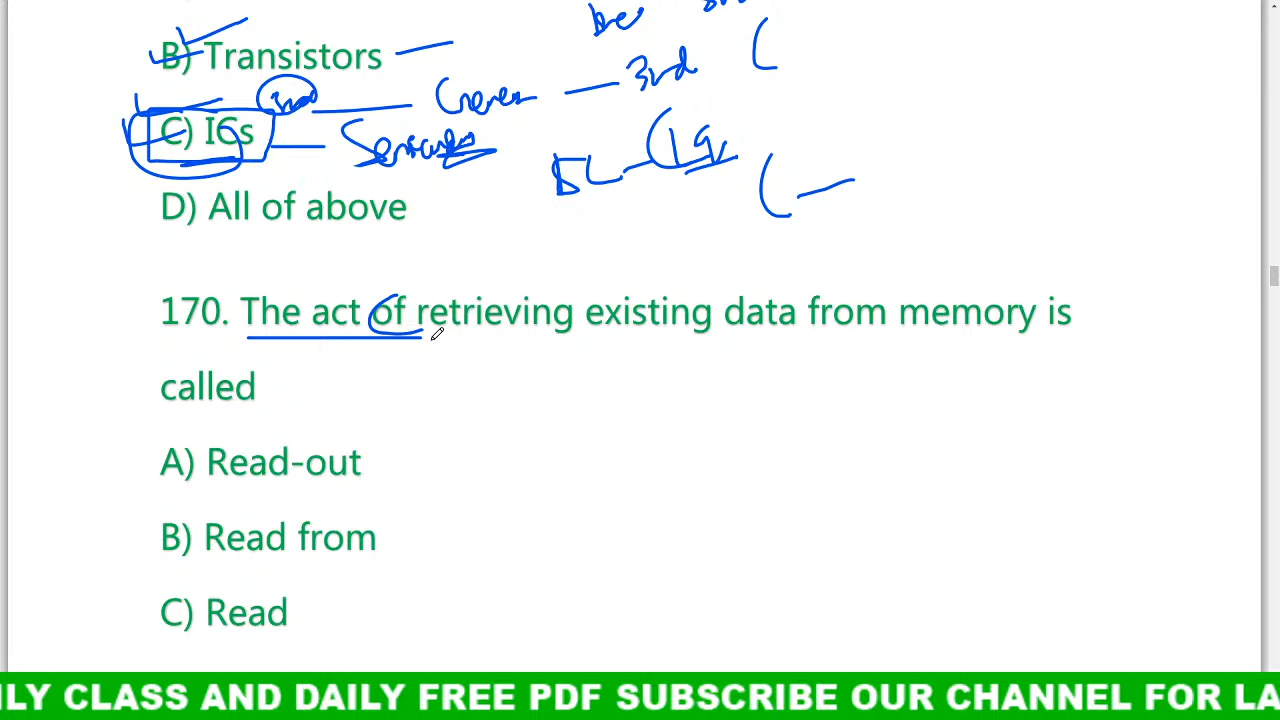 B) Transistors
3rd
C) ICs
D) All of above
170. The act of retrieving existing data from memory is
called
A) Read-out
B) Read from
C) Read
ILY CLASS AND DAILY FREE PDF SUBSCRIBE OUR CHANNEL FOR LA